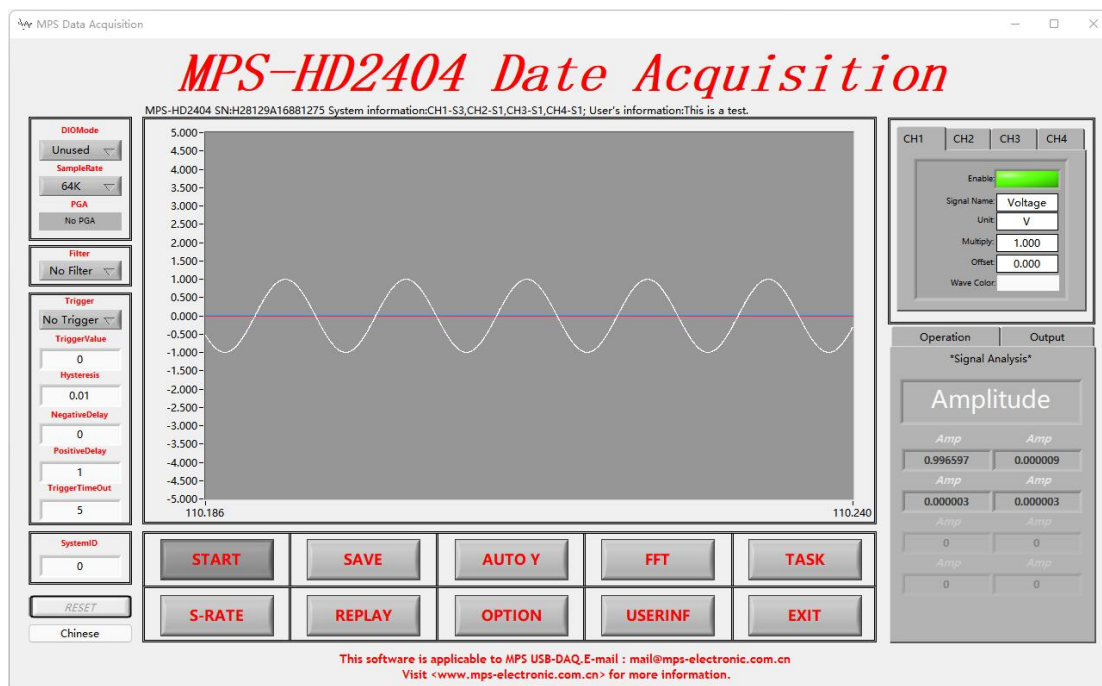 MPS Data Acquisition
MPS-HD2404 Date Acquisition
MPS-HD2404 SN:H28129A16881275 System information:CH1-S3,CH2-S1,CH3-S1,CH4-S1; User's information:This is a test.
DIOMode
Unused
SampleRate
64K
PGA
No PGA
Filter
No Filter
Trigger
No Trigger
TriggerValue
0
Hysteresis
0.01
NegativeDelay
0
PositiveDelay
1
TriggerTimeOut
5
SystemID
0
RESET
Chinese
5.000
4.500
4.000
3.500
3.000
2.500
2.000
1.500
1.000
0.500
0.000
-0.500
-1.000
-1.500
-2.000
-2.500
-3.000
-3.500
-4.000
-4.500
-5.000
110.186 110.240
START SAVE AUTO Y FFT TASK
S-RATE REPLAY OPTION USERINF EXIT
CH1 CH2 CH3 CH4
Enable:
Signal Name: Voltage
Unit: V
Multiply: 1.000
Offset: 0.000
Wave Color:
Operation Output
*Signal Analysis*
Amplitude
Amp Amp
0.996597 0.000009
Amp Amp
0.000003 0.000003
Amp Amp
0 0
Amp Amp
0 0
This software is applicable to MPS USB-DAQ,E-mail : mail@mps-electronic.com.cn
Visit <www.mps-electronic.com.cn> for more information.